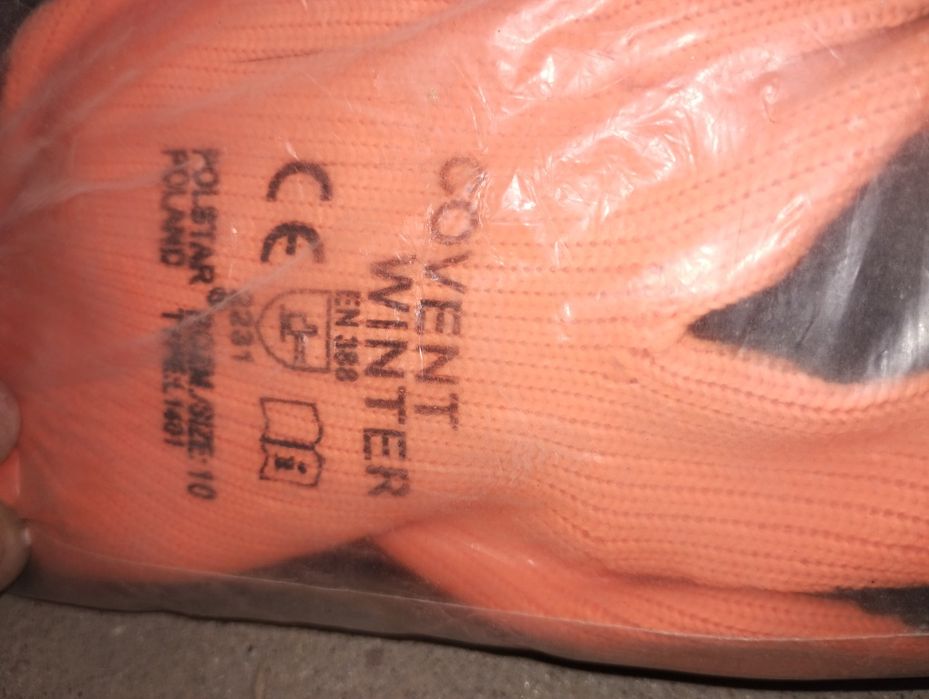 COVENT
WINTER
CE
EN 388
2231
POLSTAR
SIZE: 10
POLAND